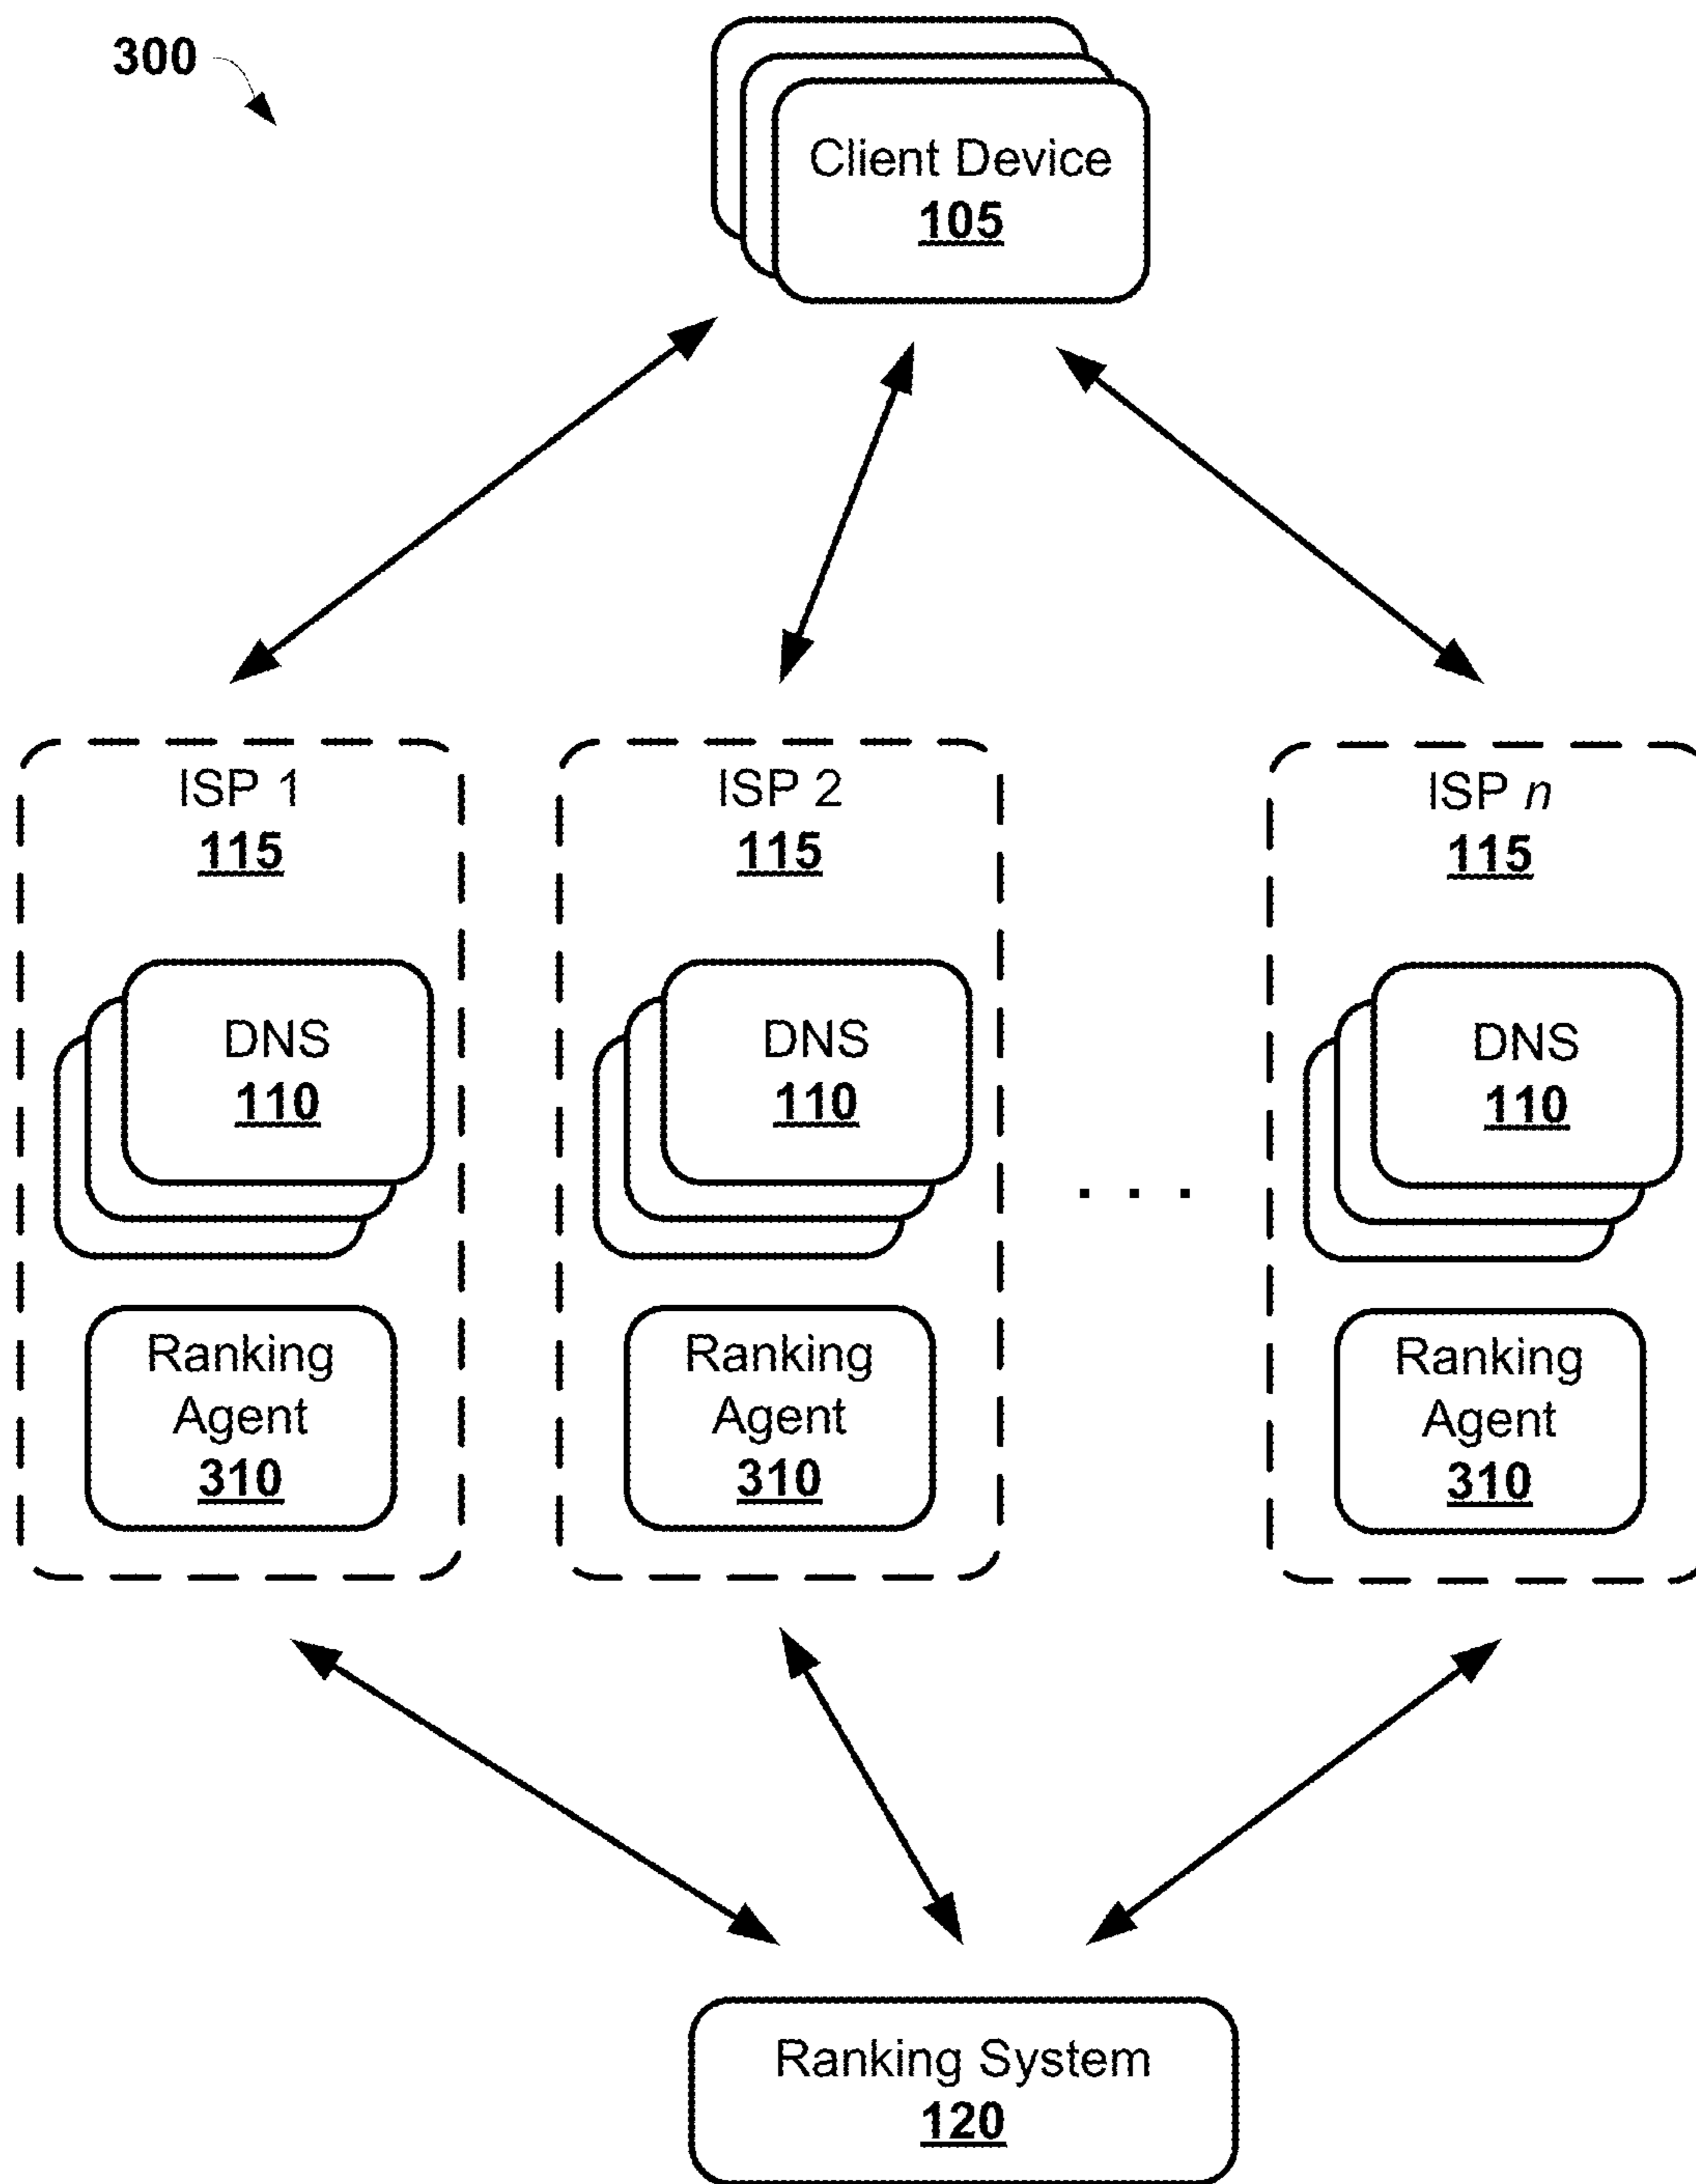 300
Client Device
105
ISP 1
115
ISP 2
115
ISP n
115
DNS
110
DNS
110
. . .
DNS
110
Ranking
Agent
310
Ranking
Agent
310
Ranking
Agent
310
Ranking System
120